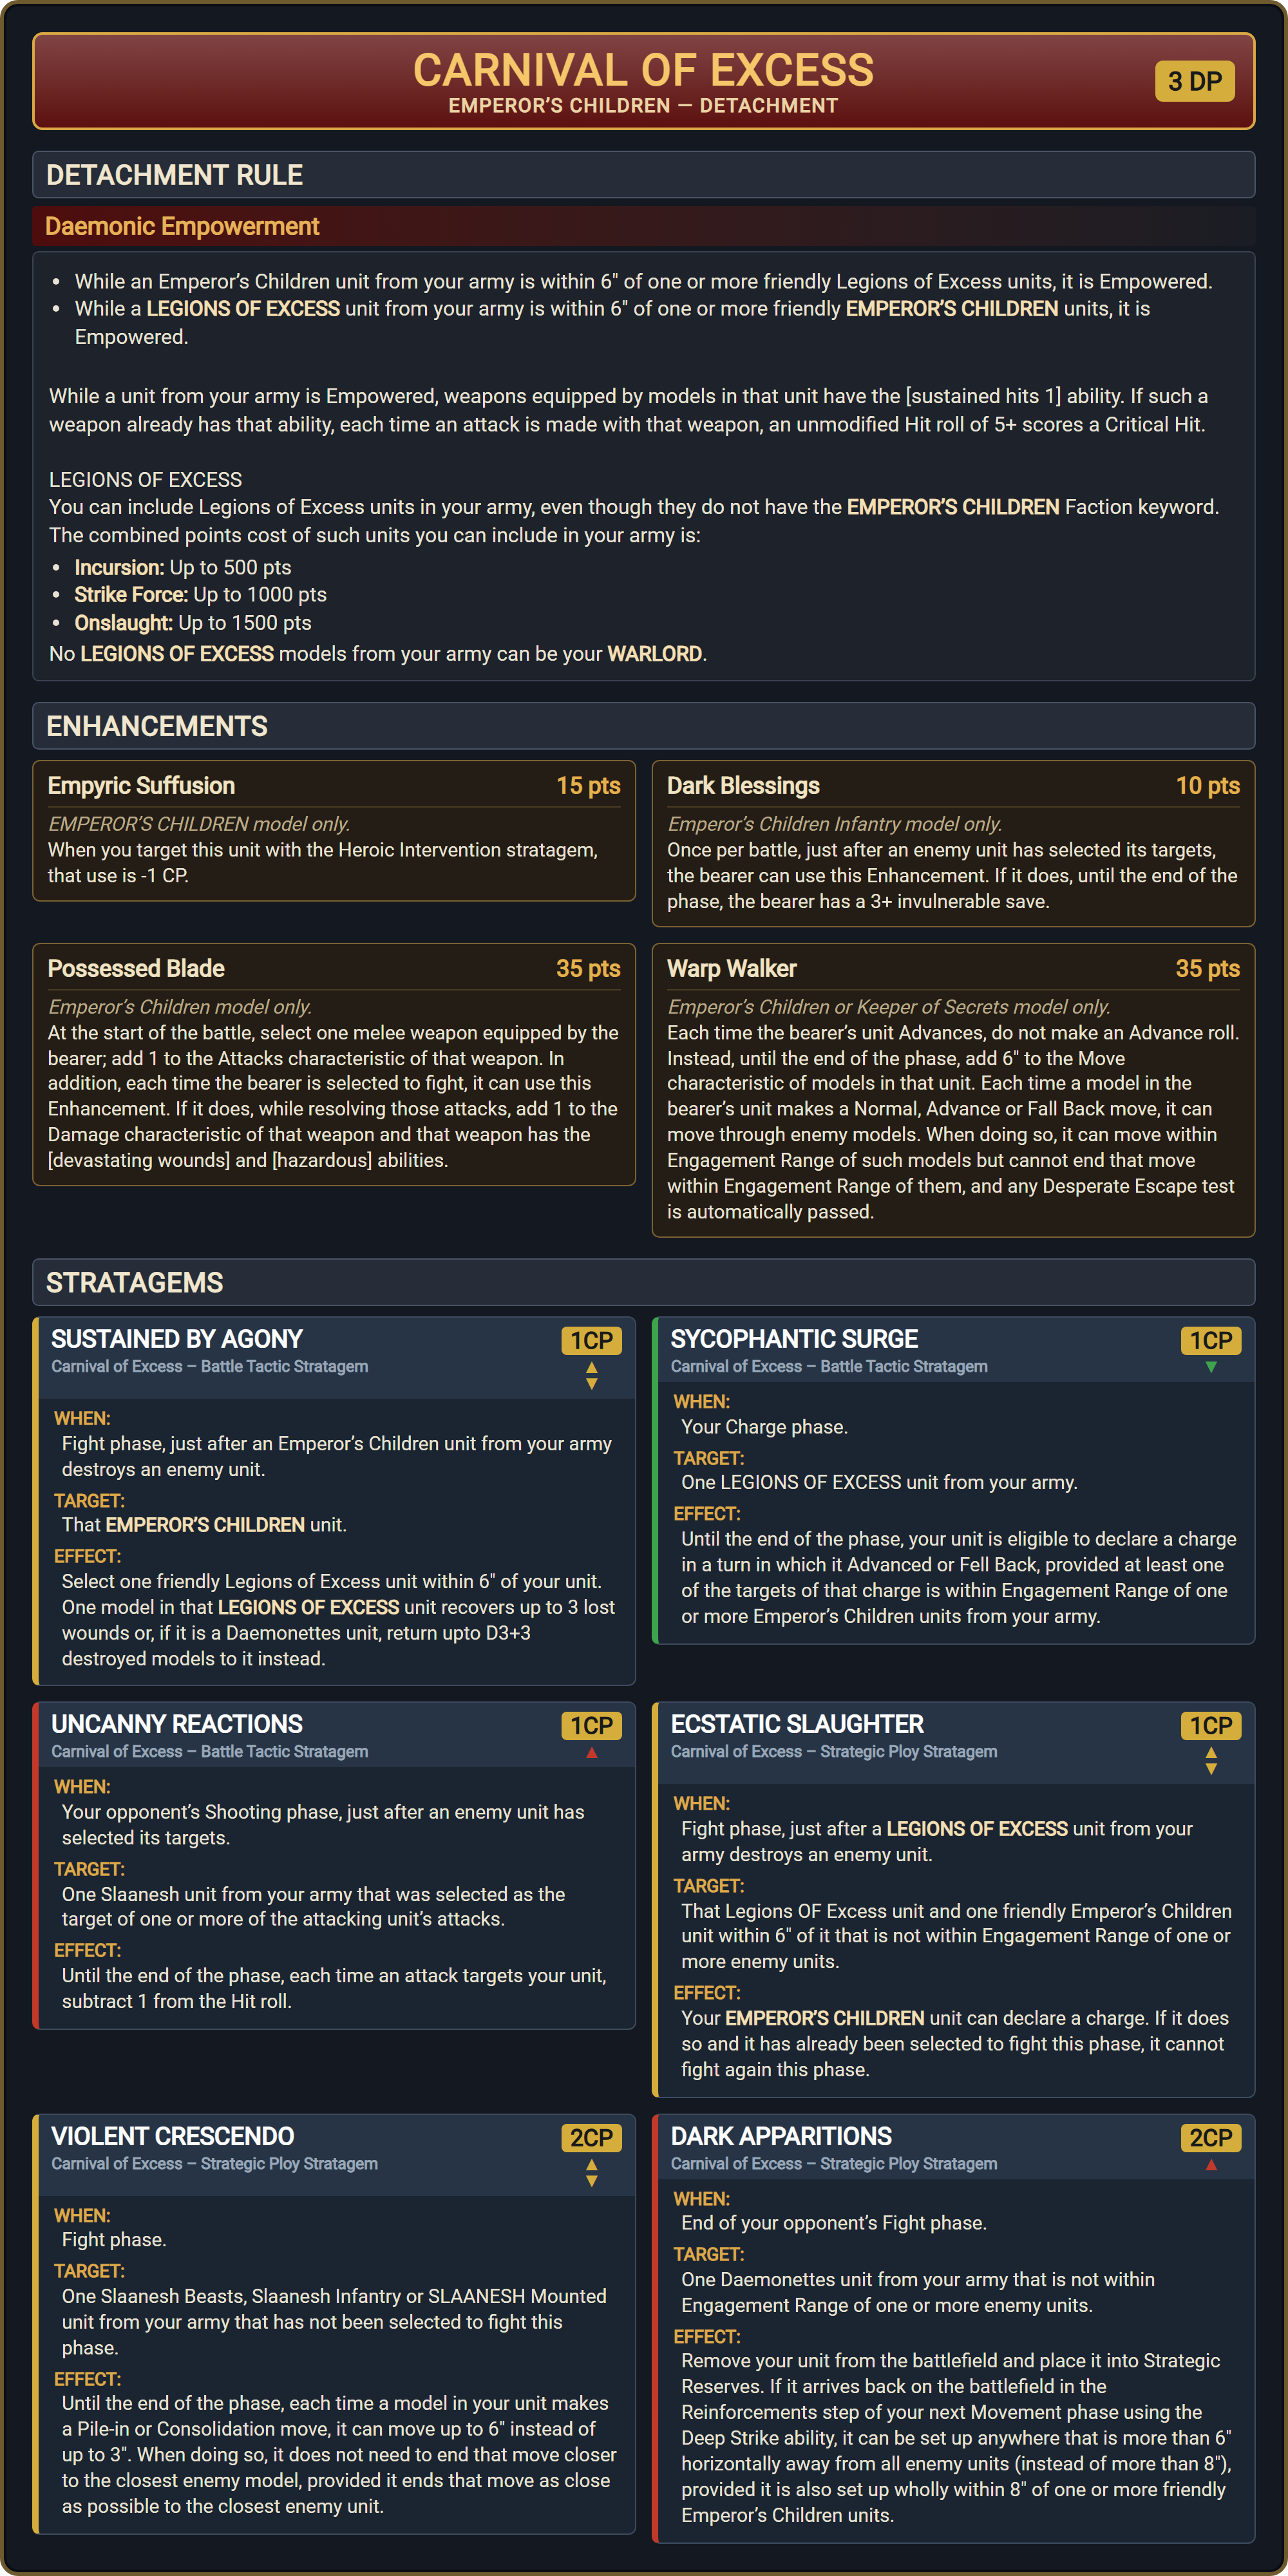 CARNIVAL OF EXCESS
EMPEROR’S CHILDREN — DETACHMENT
3 DP
DETACHMENT RULE
Daemonic Empowerment
• While an Emperor’s Children unit from your army is within 6" of one or more friendly Legions of Excess units, it is Empowered.
• While a LEGIONS OF EXCESS unit from your army is within 6" of one or more friendly EMPEROR’S CHILDREN units, it is
Empowered.
While a unit from your army is Empowered, weapons equipped by models in that unit have the [sustained hits 1] ability. If such a
weapon already has that ability, each time an attack is made with that weapon, an unmodified Hit roll of 5+ scores a Critical Hit.
LEGIONS OF EXCESS
You can include Legions of Excess units in your army, even though they do not have the EMPEROR’S CHILDREN Faction keyword.
The combined points cost of such units you can include in your army is:
• Incursion: Up to 500 pts
• Strike Force: Up to 1000 pts
• Onslaught: Up to 1500 pts
No LEGIONS OF EXCESS models from your army can be your WARLORD.
ENHANCEMENTS
Empyric Suffusion 15 pts
EMPEROR’S CHILDREN model only.
When you target this unit with the Heroic Intervention stratagem,
that use is -1 CP.
Dark Blessings 10 pts
Emperor’s Children Infantry model only.
Once per battle, just after an enemy unit has selected its targets,
the bearer can use this Enhancement. If it does, until the end of the
phase, the bearer has a 3+ invulnerable save.
Possessed Blade 35 pts
Emperor’s Children model only.
At the start of the battle, select one melee weapon equipped by the
bearer; add 1 to the Attacks characteristic of that weapon. In
addition, each time the bearer is selected to fight, it can use this
Enhancement. If it does, while resolving those attacks, add 1 to the
Damage characteristic of that weapon and that weapon has the
[devastating wounds] and [hazardous] abilities.
Warp Walker 35 pts
Emperor’s Children or Keeper of Secrets model only.
Each time the bearer’s unit Advances, do not make an Advance roll.
Instead, until the end of the phase, add 6" to the Move
characteristic of models in that unit. Each time a model in the
bearer’s unit makes a Normal, Advance or Fall Back move, it can
move through enemy models. When doing so, it can move within
Engagement Range of such models but cannot end that move
within Engagement Range of them, and any Desperate Escape test
is automatically passed.
STRATAGEMS
SUSTAINED BY AGONY 1CP
Carnival of Excess – Battle Tactic Stratagem
WHEN:
Fight phase, just after an Emperor’s Children unit from your army
destroys an enemy unit.
TARGET:
That EMPEROR’S CHILDREN unit.
EFFECT:
Select one friendly Legions of Excess unit within 6" of your unit.
One model in that LEGIONS OF EXCESS unit recovers up to 3 lost
wounds or, if it is a Daemonettes unit, return upto D3+3
destroyed models to it instead.
SYCOPHANTIC SURGE 1CP
Carnival of Excess – Battle Tactic Stratagem
WHEN:
Your Charge phase.
TARGET:
One LEGIONS OF EXCESS unit from your army.
EFFECT:
Until the end of the phase, your unit is eligible to declare a charge
in a turn in which it Advanced or Fell Back, provided at least one
of the targets of that charge is within Engagement Range of one
or more Emperor’s Children units from your army.
UNCANNY REACTIONS 1CP
Carnival of Excess – Battle Tactic Stratagem
WHEN:
Your opponent’s Shooting phase, just after an enemy unit has
selected its targets.
TARGET:
One Slaanesh unit from your army that was selected as the
target of one or more of the attacking unit’s attacks.
EFFECT:
Until the end of the phase, each time an attack targets your unit,
subtract 1 from the Hit roll.
ECSTATIC SLAUGHTER 1CP
Carnival of Excess – Strategic Ploy Stratagem
WHEN:
Fight phase, just after a LEGIONS OF EXCESS unit from your
army destroys an enemy unit.
TARGET:
That Legions OF Excess unit and one friendly Emperor’s Children
unit within 6" of it that is not within Engagement Range of one or
more enemy units.
EFFECT:
Your EMPEROR’S CHILDREN unit can declare a charge. If it does
so and it has already been selected to fight this phase, it cannot
fight again this phase.
VIOLENT CRESCENDO 2CP
Carnival of Excess – Strategic Ploy Stratagem
WHEN:
Fight phase.
TARGET:
One Slaanesh Beasts, Slaanesh Infantry or SLAANESH Mounted
unit from your army that has not been selected to fight this
phase.
EFFECT:
Until the end of the phase, each time a model in your unit makes
a Pile-in or Consolidation move, it can move up to 6" instead of
up to 3". When doing so, it does not need to end that move closer
to the closest enemy model, provided it ends that move as close
as possible to the closest enemy unit.
DARK APPARITIONS 2CP
Carnival of Excess – Strategic Ploy Stratagem
WHEN:
End of your opponent’s Fight phase.
TARGET:
One Daemonettes unit from your army that is not within
Engagement Range of one or more enemy units.
EFFECT:
Remove your unit from the battlefield and place it into Strategic
Reserves. If it arrives back on the battlefield in the
Reinforcements step of your next Movement phase using the
Deep Strike ability, it can be set up anywhere that is more than 6"
horizontally away from all enemy units (instead of more than 8"),
provided it is also set up wholly within 8" of one or more friendly
Emperor’s Children units.